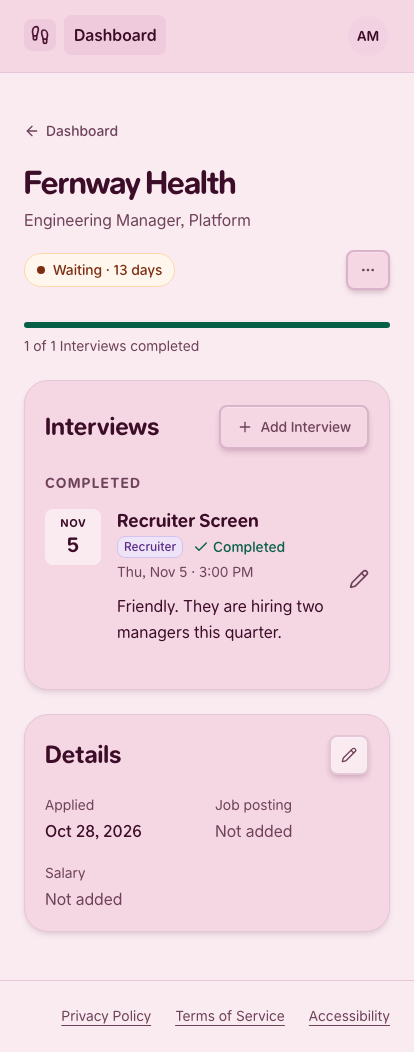 Dashboard
AM
Dashboard
Fernway Health
Engineering Manager, Platform
Waiting · 13 days
1 of 1 Interviews completed
Interviews
Add Interview
COMPLETED
NOV
5
Recruiter Screen
Recruiter
Completed
Thu, Nov 5 · 3:00 PM
Friendly. They are hiring two
managers this quarter.
Details
Applied
Oct 28, 2026
Job posting
Not added
Salary
Not added
Privacy Policy
Terms of Service
Accessibility